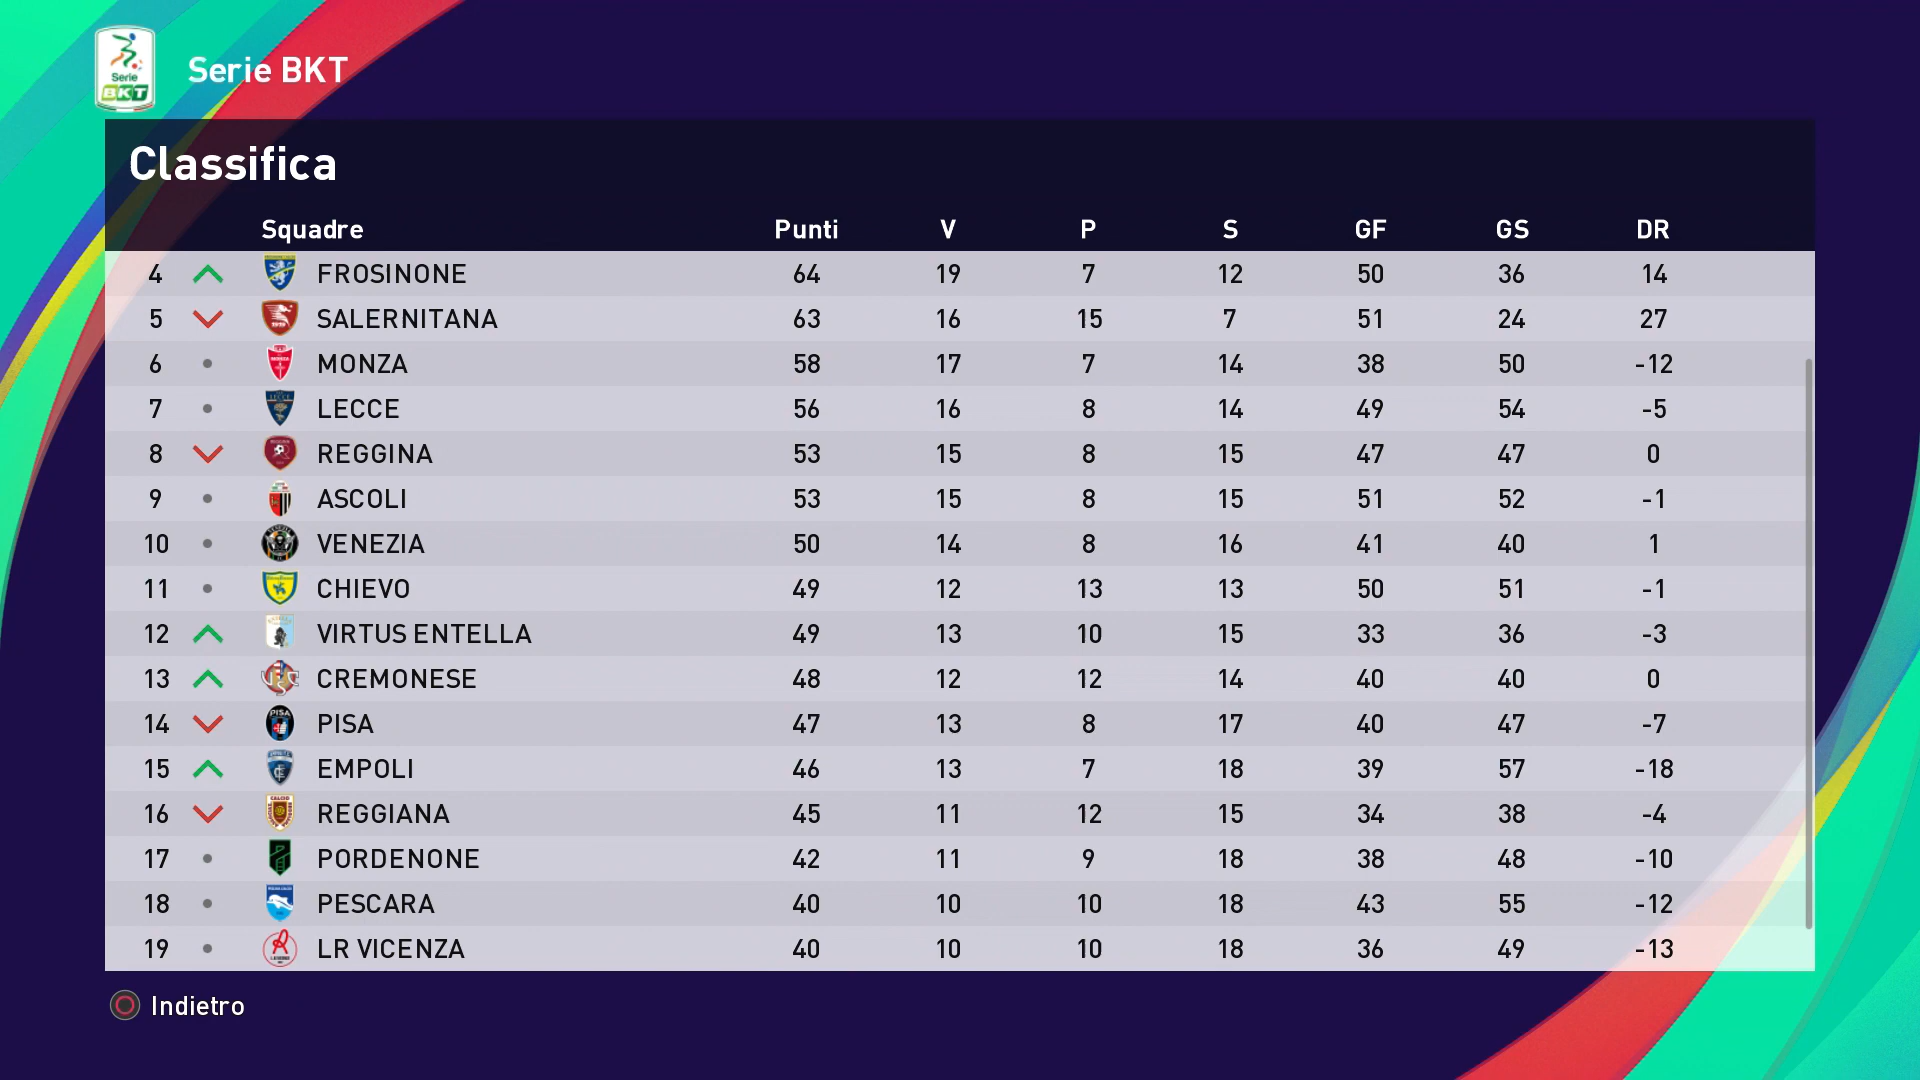 Serie BKT
Serie BKT
Classifica
Squadre Punti V P S GF GS DR
4 FROSINONE 64 19 7 12 50 36 14
5 SALERNITANA 63 16 15 7 51 24 27
6 MONZA 58 17 7 14 38 50 -12
7 LECCE 56 16 8 14 49 54 -5
8 REGGINA 53 15 8 15 47 47 0
9 ASCOLI 53 15 8 15 51 52 -1
10 VENEZIA 50 14 8 16 41 40 1
11 CHIEVO 49 12 13 13 50 51 -1
12 VIRTUS ENTELLA 49 13 10 15 33 36 -3
13 CREMONESE 48 12 12 14 40 40 0
14 PISA 47 13 8 17 40 47 -7
15 EMPOLI 46 13 7 18 39 57 -18
16 REGGIANA 45 11 12 15 34 38 -4
17 PORDENONE 42 11 9 18 38 48 -10
18 PESCARA 40 10 10 18 43 55 -12
19 LR VICENZA 40 10 10 18 36 49 -13
Indietro